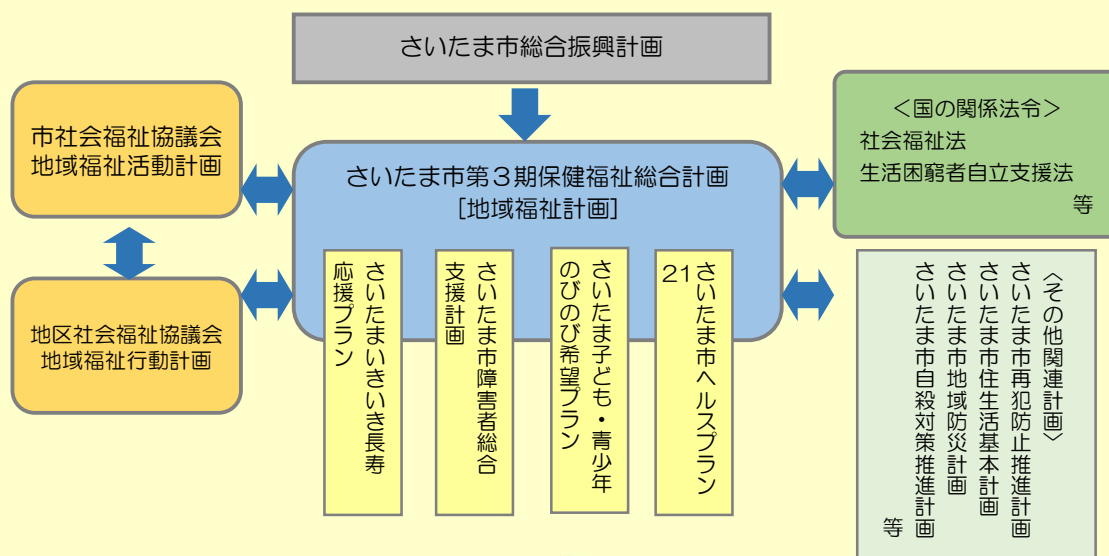 さいたま市総合振興計画
市社会福祉協議会
地域福祉活動計画
地区社会福祉協議会
地域福祉行動計画
さいたま市第3期保健福祉総合計画
[地域福祉計画]
さいたまいきいき長寿
応援プラン
さいたま市障害者総合
支援計画
さいたま子ども・青少年
のびのび希望プラン
さいたま市ヘルスプラン
21
＜国の関係法令＞
社会福祉法
生活困窮者自立支援法
等
〈その他関連計画〉
さいたま市再犯防止推進計画
さいたま市住生活基本計画
さいたま市地域防災計画
さいたま市自殺対策推進計画
等